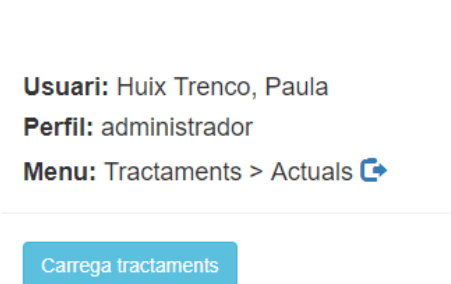 Usuari: Huix Trenco, Paula
Perfil: administrador
Menu: Tractaments > Actuals
Carrega tractaments